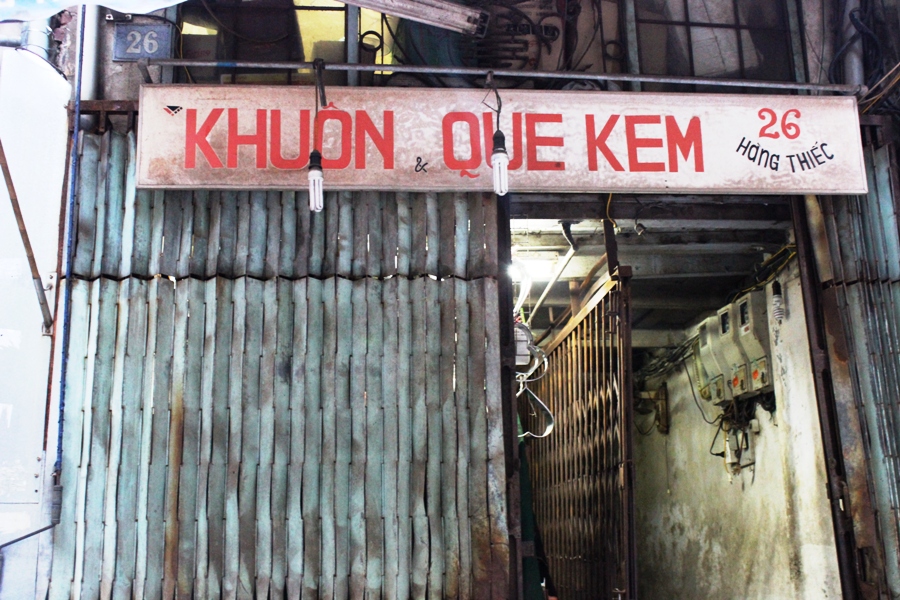 26
KHUÔN & QUE KEM
26
HàNG THIẾC